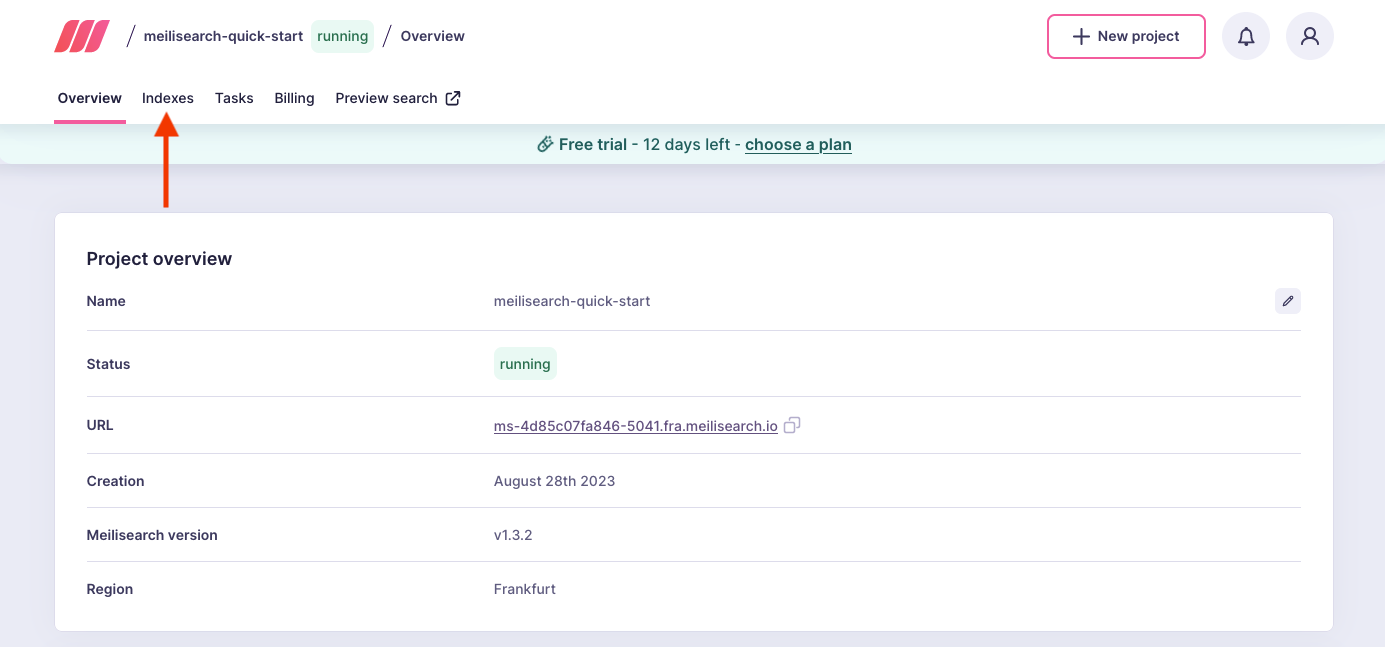 / meilisearch-quick-start running / Overview
New project
Overview Indexes Tasks Billing Preview search
Free trial - 12 days left - choose a plan
Project overview
Name meilisearch-quick-start
Status running
URL ms-4d85c07fa846-5041.fra.meilisearch.io
Creation August 28th 2023
Meilisearch version v1.3.2
Region Frankfurt